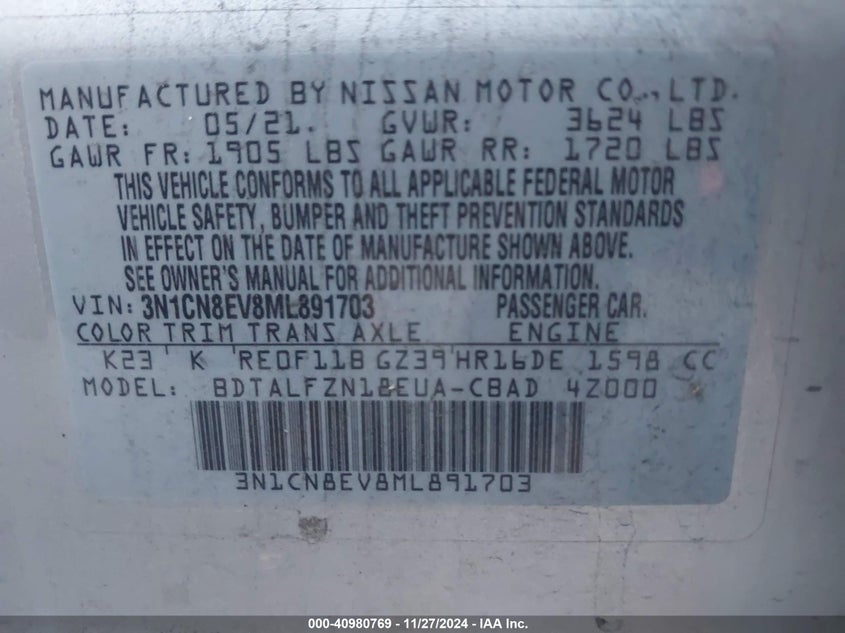 MANUFACTURED BY NISSAN MOTOR CO., LTD.
DATE: 05/21. GVWR: 3624 LBS
GAWR FR: 1905 LBS GAWR RR: 1720 LBS
THIS VEHICLE CONFORMS TO ALL APPLICABLE FEDERAL MOTOR
VEHICLE SAFETY, BUMPER AND THEFT PREVENTION STANDARDS
IN EFFECT ON THE DATE OF MANUFACTURE SHOWN ABOVE.
SEE OWNER'S MANUAL FOR ADDITIONAL INFORMATION.
VIN: 3N1CN8EV8ML891703 PASSENGER CAR.
COLOR TRIM TRANS AXLE ENGINE
K23 K RE0F11B GZ39 HR16DE 1598 CC
MODEL: BDTALFZN18EUA-CBAD 4Z000
3N1CN8EV8ML891703
000-40980769 - 11/27/2024 - IAA Inc.